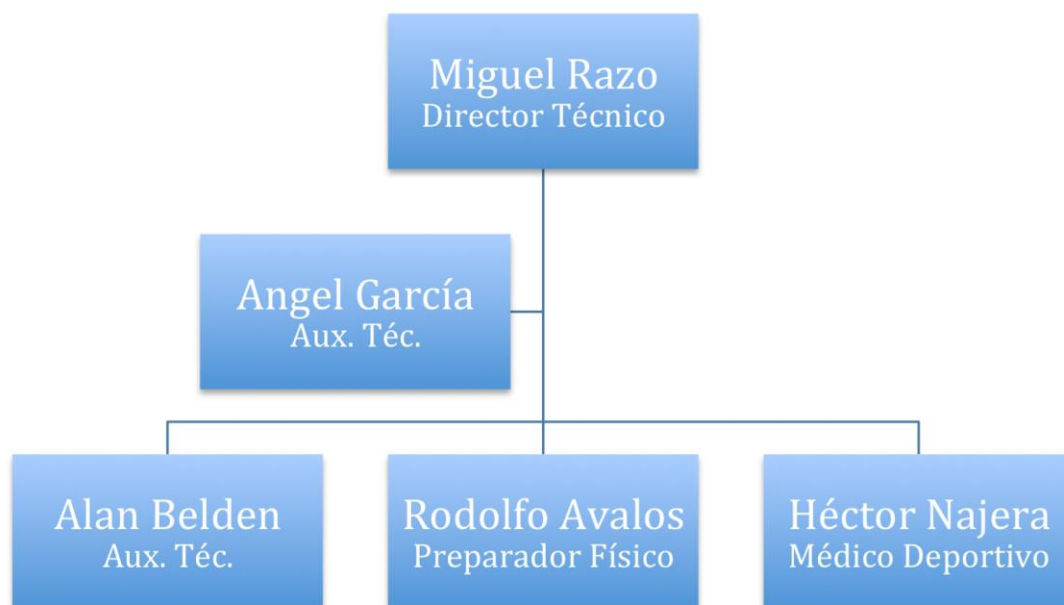 Miguel Razo
Director Técnico
Angel García
Aux. Téc.
Alan Belden
Aux. Téc.
Rodolfo Avalos
Preparador Físico
Héctor Najera
Médico Deportivo